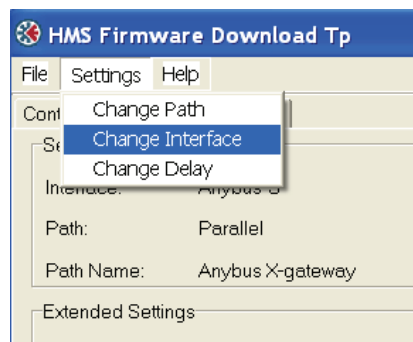 HMS Firmware Download Tp
File Settings Help
Cont
Change Path
Change Interface
Change Delay
Path: Parallel
Path Name: Anybus X-gateway
Extended Settings